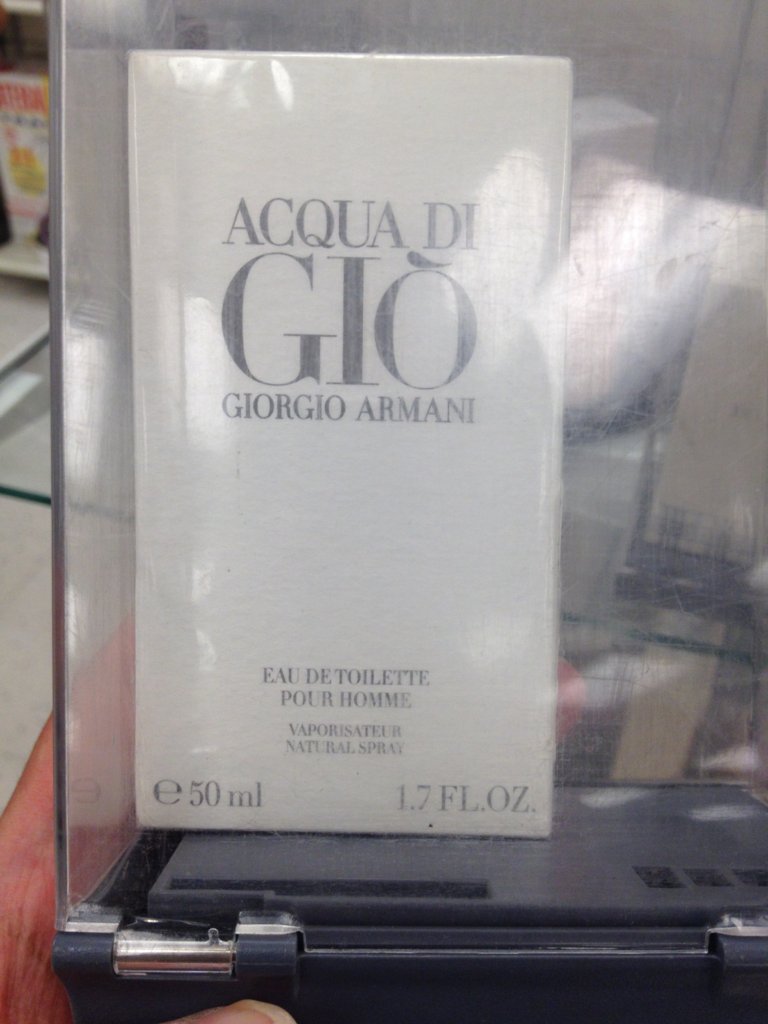 ACQUA DI
GIÒ
GIORGIO ARMANI
EAU DE TOILETTE
POUR HOMME
VAPORISATEUR
NATURAL SPRAY
℮ 50 ml 1.7 FL.OZ.